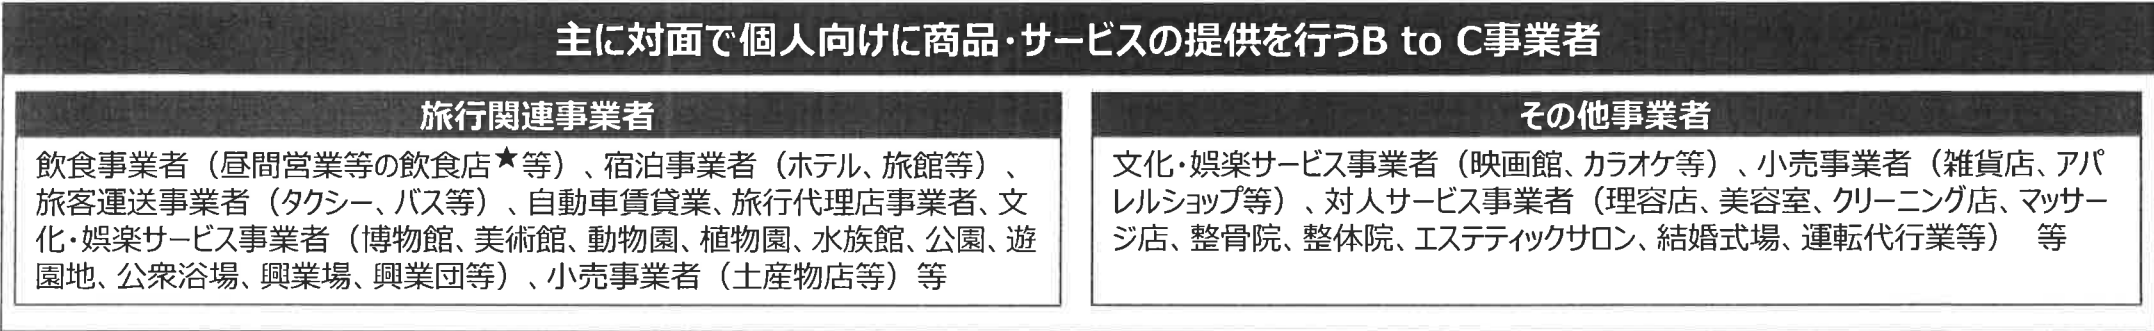 主に対面で個人向けに商品・サービスの提供を行うB to C事業者
旅行関連事業者
飲食事業者（昼間営業等の飲食店★等）、宿泊事業者（ホテル、旅館等）、
旅客運送事業者（タクシー、バス等）、自動車賃貸業、旅行代理店事業者、文
化・娯楽サービス事業者（博物館、美術館、動物園、植物園、水族館、公園、遊
園地、公衆浴場、興業場、興業団等）、小売事業者（土産物店等）等
その他事業者
文化・娯楽サービス事業者（映画館、カラオケ等）、小売事業者（雑貨店、アパ
レルショップ等）、対人サービス事業者（理容店、美容室、クリーニング店、マッサー
ジ店、整骨院、整体院、エステティックサロン、結婚式場、運転代行業等） 等